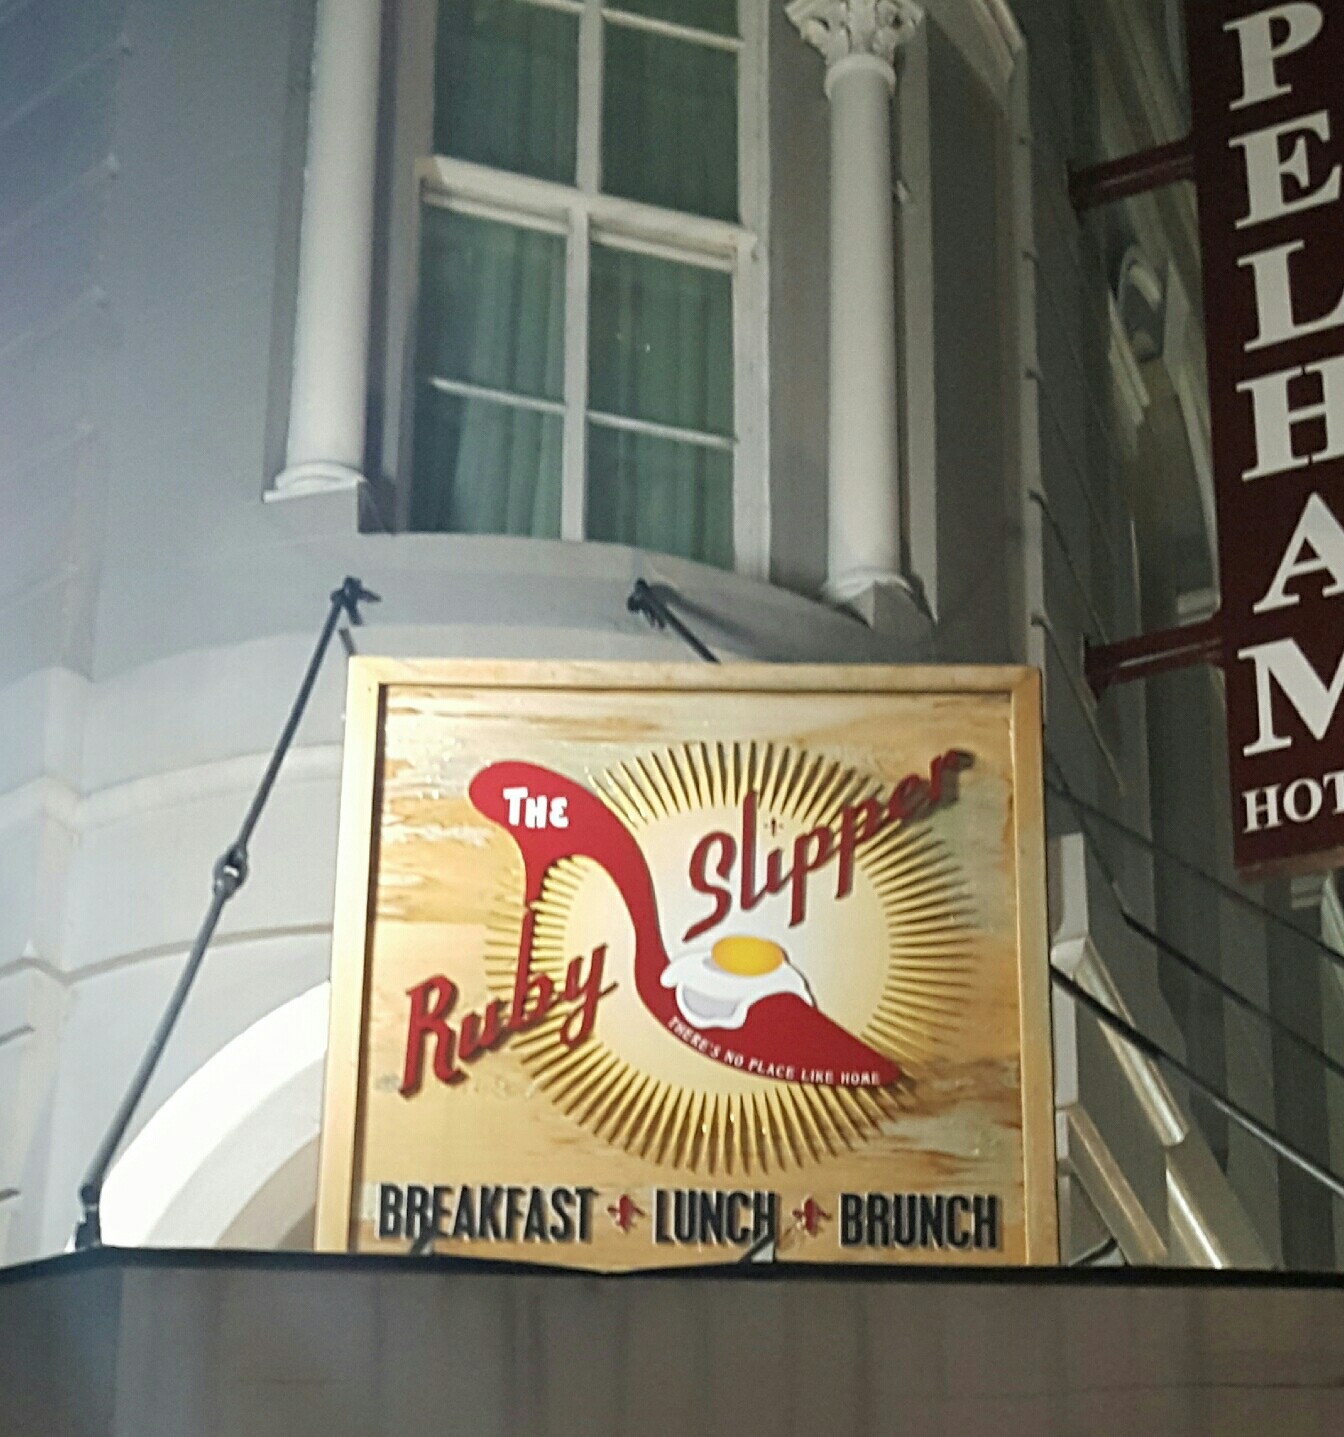 THE
Ruby Slipper
THERE'S NO PLACE LIKE HOME
BREAKFAST LUNCH BRUNCH
PELHAM
HOT